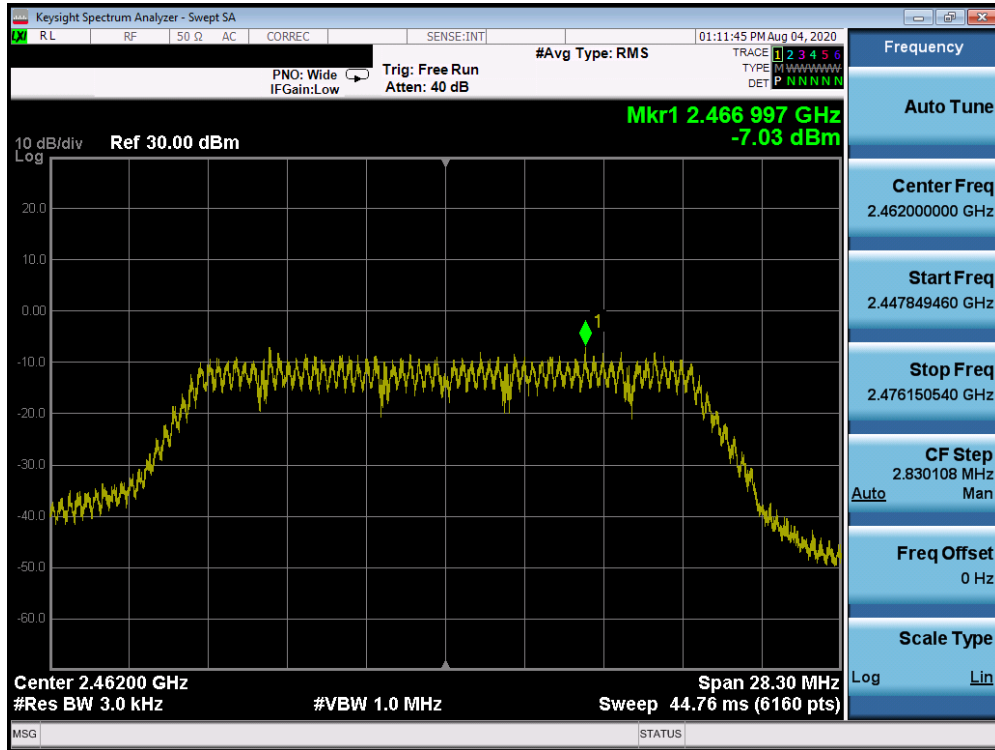 Keysight Spectrum Analyzer - Swept SA
LXI RL RF 50 Ω AC CORREC SENSE:INT 01:11:45 PM Aug 04, 2020
#Avg Type: RMS TRACE 1 2 3 4 5 6
PNO: Wide Trig: Free Run TYPE M WWWWW
IFGain:Low Atten: 40 dB DET P N N N N N
Mkr1 2.466 997 GHz
-7.03 dBm
10 dB/div Ref 30.00 dBm
Log
20.0
10.0
0.00
1
-10.0
-20.0
-30.0
-40.0
-50.0
-60.0
Center 2.46200 GHz Span 28.30 MHz
#Res BW 3.0 kHz #VBW 1.0 MHz Sweep 44.76 ms (6160 pts)
MSG STATUS
Frequency
Auto Tune
Center Freq
2.462000000 GHz
Start Freq
2.447849460 GHz
Stop Freq
2.476150540 GHz
CF Step
2.830108 MHz
Auto Man
Freq Offset
0 Hz
Scale Type
Log Lin